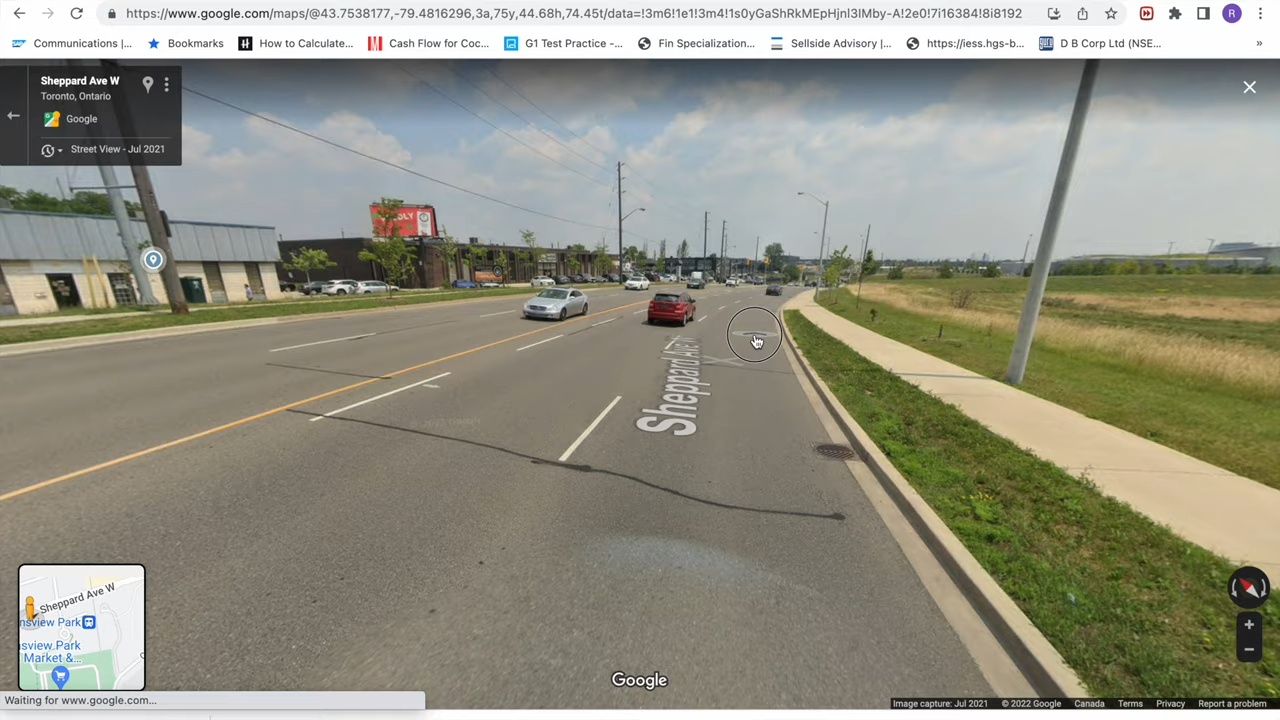 https://www.google.com/maps/@43.7538177,-79.4816296,3a,75y,44.68h,74.45t/data=!3m6!1e1!3m4!1s0yGaShRkMEpHjnl3IMby-A!2e0!7i16384!8i8192
R
Communications |...
Bookmarks
How to Calculate...
Cash Flow for Coc...
G1 Test Practice -...
Fin Specialization...
Sellside Advisory |...
https://iess.hgs-b...
D B Corp Ltd (NSE...
»
Sheppard Ave W
Toronto, Ontario
Google
Street View - Jul 2021
Sheppard Ave W
Sheppard Ave W
nsview Park
nsview Park
Market &...
Google
Waiting for www.google.com...
Image capture: Jul 2021 © 2022 Google Canada Terms Privacy Report a problem